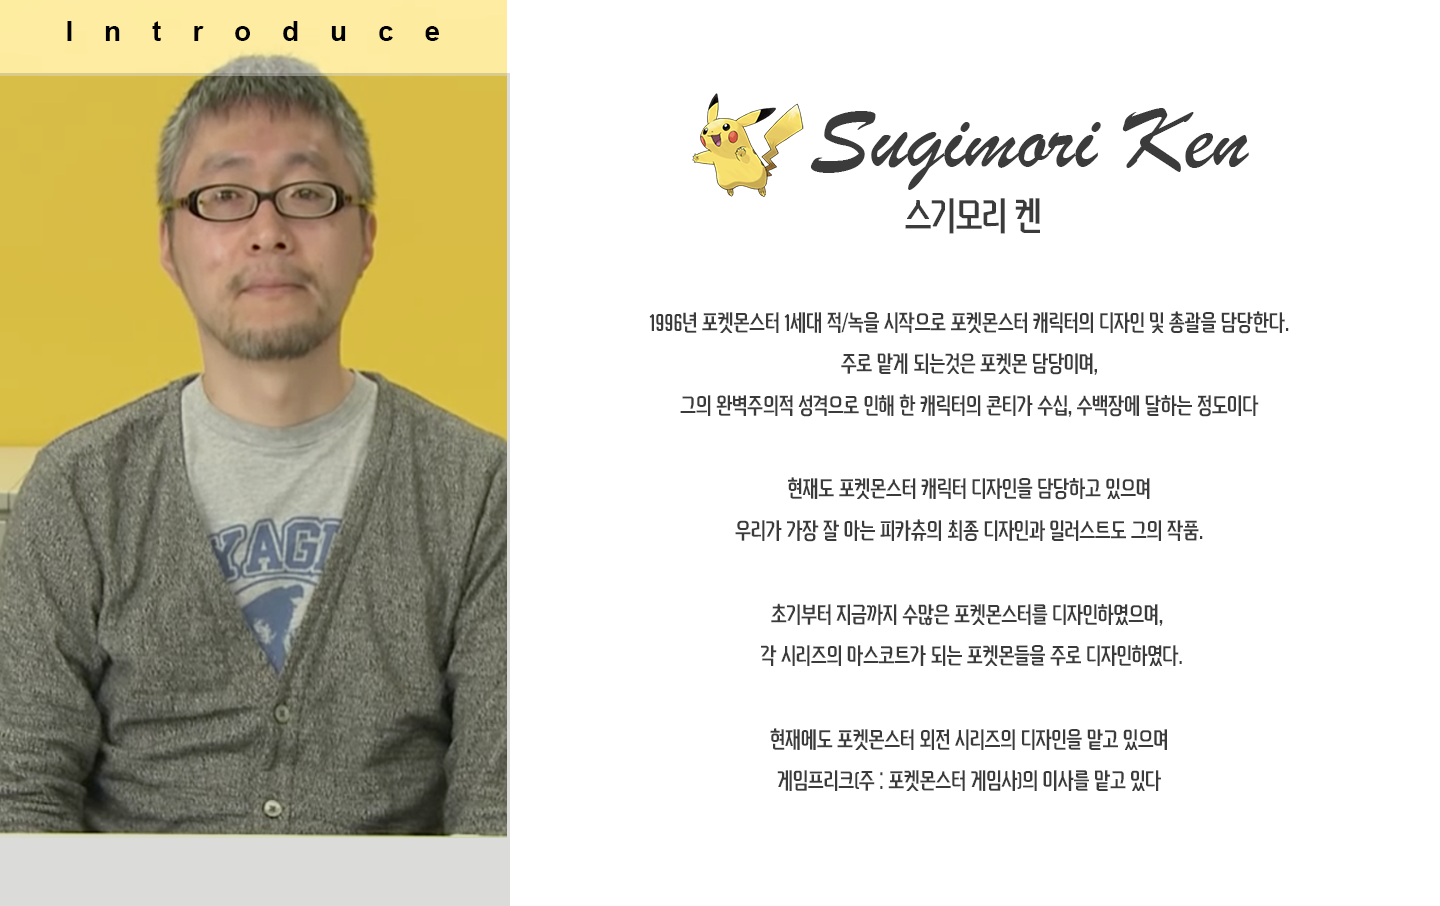 Introduce
Sugimori Ken
스기모리 켄
1996년 포켓몬스터 1세대 적/녹을 시작으로 포켓몬스터 캐릭터의 디자인 및 총괄을 담당한다.
주로 맡게 되는것은 포켓몬 담당이며,
그의 완벽주의적 성격으로 인해 한 캐릭터의 콘티가 수십, 수백장에 달하는 정도이다
현재도 포켓몬스터 캐릭터 디자인을 담당하고 있으며
우리가 가장 잘 아는 피카츄의 최종 디자인과 일러스트도 그의 작품.
초기부터 지금까지 수많은 포켓몬스터를 디자인하였으며,
각 시리즈의 마스코트가 되는 포켓몬들을 주로 디자인하였다.
현재에도 포켓몬스터 외전 시리즈의 디자인을 맡고 있으며
게임프리크(주 : 포켓몬스터 게임사)의 이사를 맡고 있다